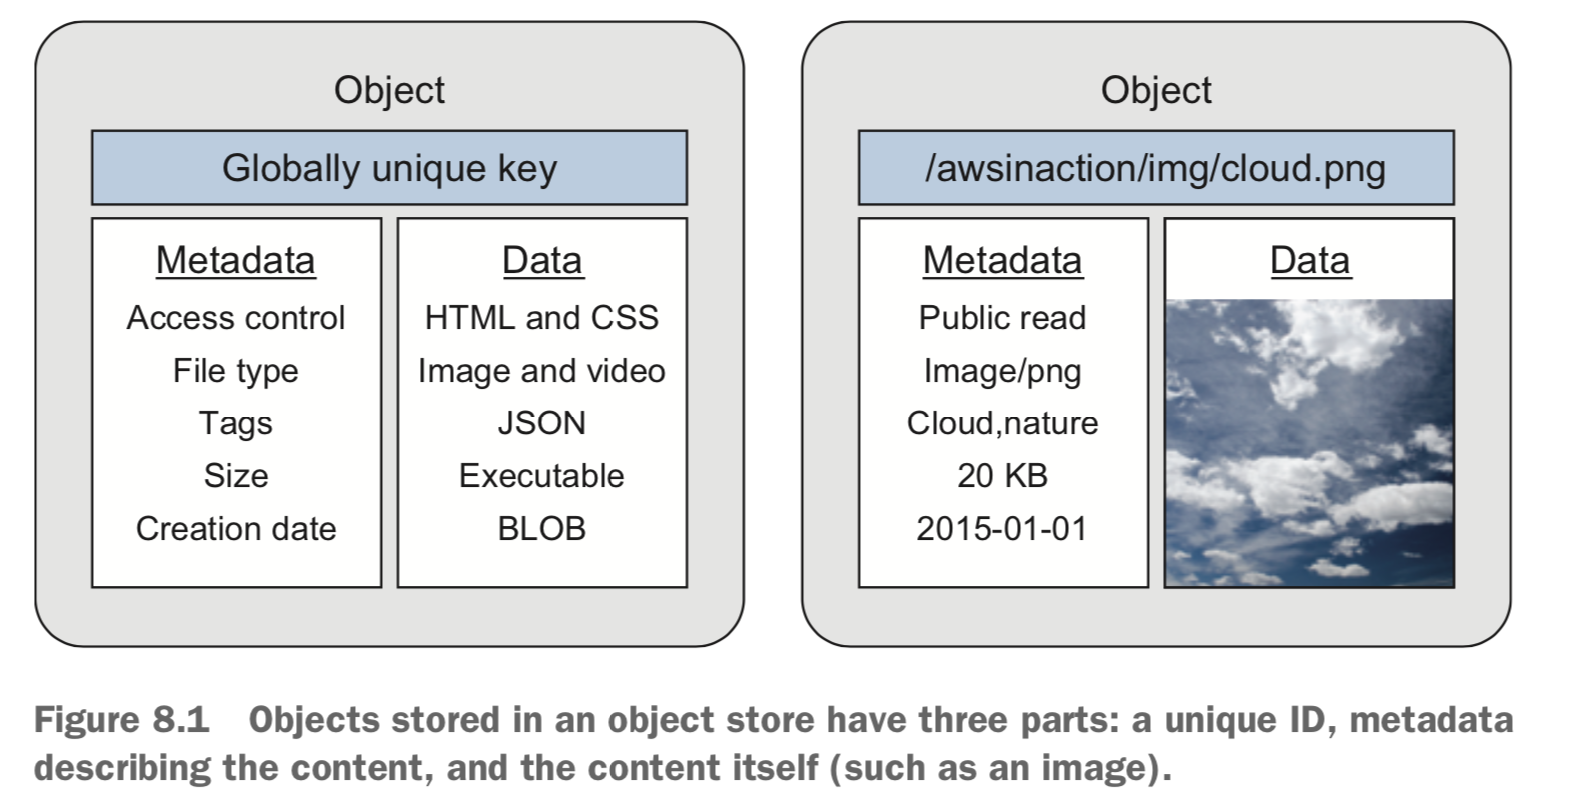 Object
Globally unique key
Metadata
Access control
File type
Tags
Size
Creation date
Data
HTML and CSS
Image and video
JSON
Executable
BLOB
Object
/awsinaction/img/cloud.png
Metadata
Public read
Image/png
Cloud,nature
20 KB
2015-01-01
Data
Figure 8.1 Objects stored in an object store have three parts: a unique ID, metadata
describing the content, and the content itself (such as an image).